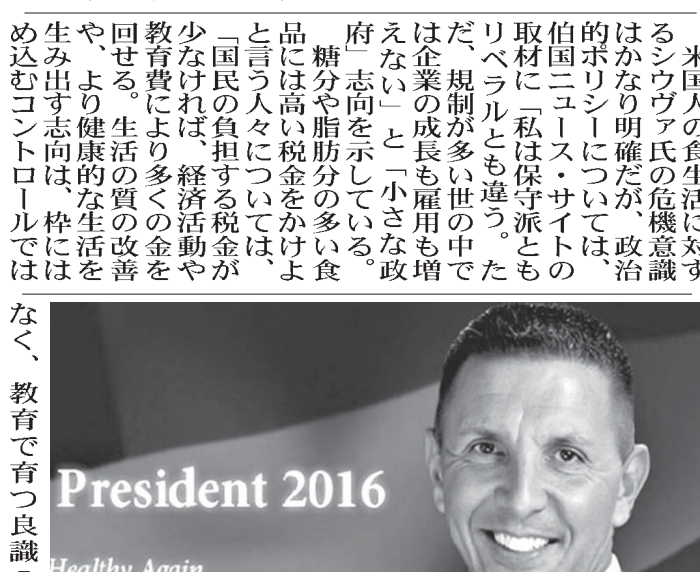 米国人の食生活に対す
るシウヴァ氏の危機意識
はかなり明確だが、政治
的ポリシーについては、
伯国ニュース・サイトの
取材に「私は保守派とも
リベラルとも違う。た
だ、規制が多い世の中で
は企業の成長も雇用も増
えない」と「小さな政
府」志向を示している。
糖分や脂肪分の多い食
品には高い税金をかけよ
と言う人々については、
「国民の負担する税金が
少なければ、経済活動や
教育費により多くの金を
回せる。生活の質の改善
や、より健康的な生活を
生み出す志向は、枠には
め込むコントロールでは
なく、教育で育つ良識
President 2016
Healthy Again